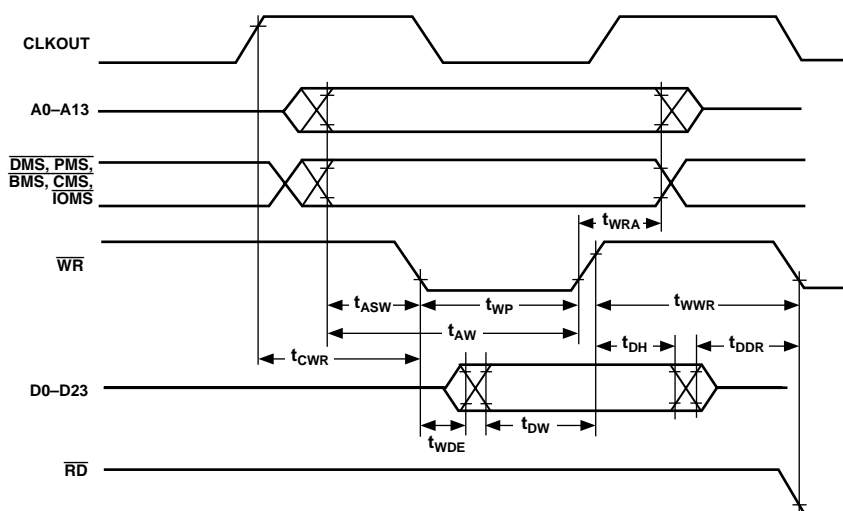 CLKOUT
A0–A13
DMS, PMS,
BMS, CMS,
IOMS
tWRA
WR
tASW
tWP
tWWR
tAW
tDH
tDDR
tCWR
D0–D23
tWDE
tDW
RD